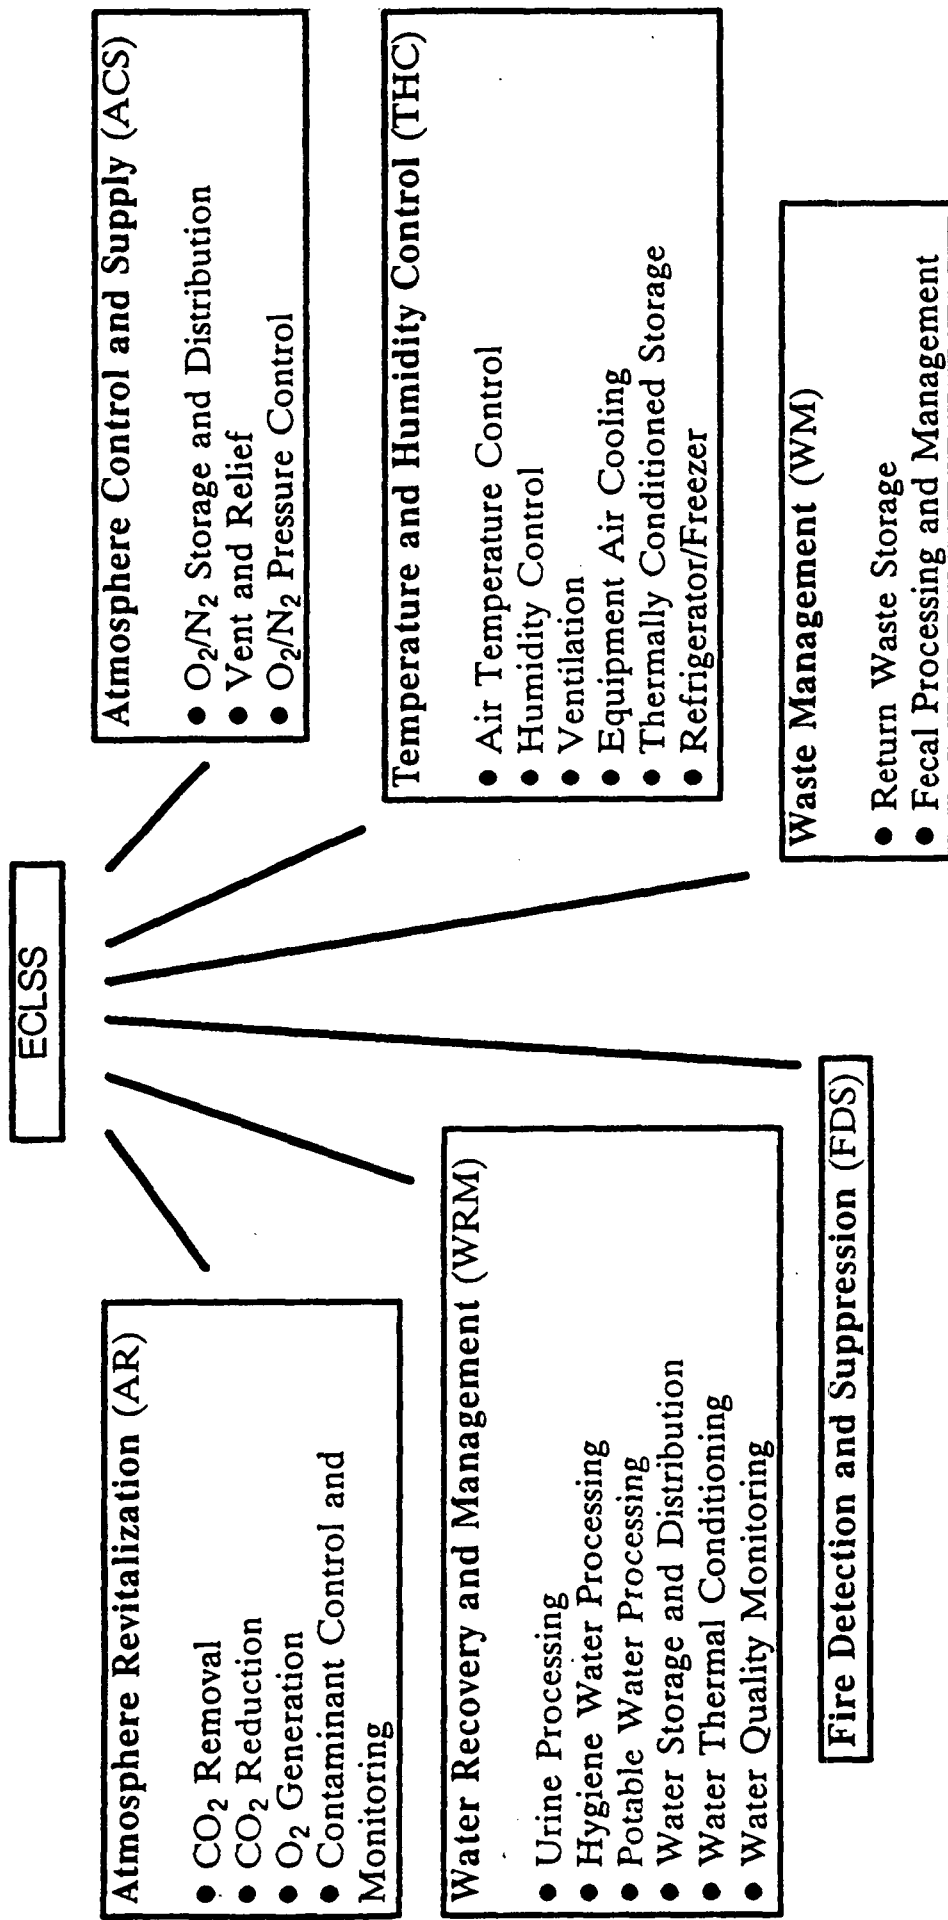 ECLSS
Atmosphere Revitalization (AR)
● CO₂ Removal
● CO₂ Reduction
● O₂ Generation
● Contaminant Control and
Monitoring
Atmosphere Control and Supply (ACS)
● O₂/N₂ Storage and Distribution
● Vent and Relief
● O₂/N₂ Pressure Control
Water Recovery and Management (WRM)
● Urine Processing
● Hygiene Water Processing
● Potable Water Processing
● Water Storage and Distribution
● Water Thermal Conditioning
● Water Quality Monitoring
Temperature and Humidity Control (THC)
● Air Temperature Control
● Humidity Control
● Ventilation
● Equipment Air Cooling
● Thermally Conditioned Storage
● Refrigerator/Freezer
Fire Detection and Suppression (FDS)
Waste Management (WM)
● Return Waste Storage
● Fecal Processing and Management